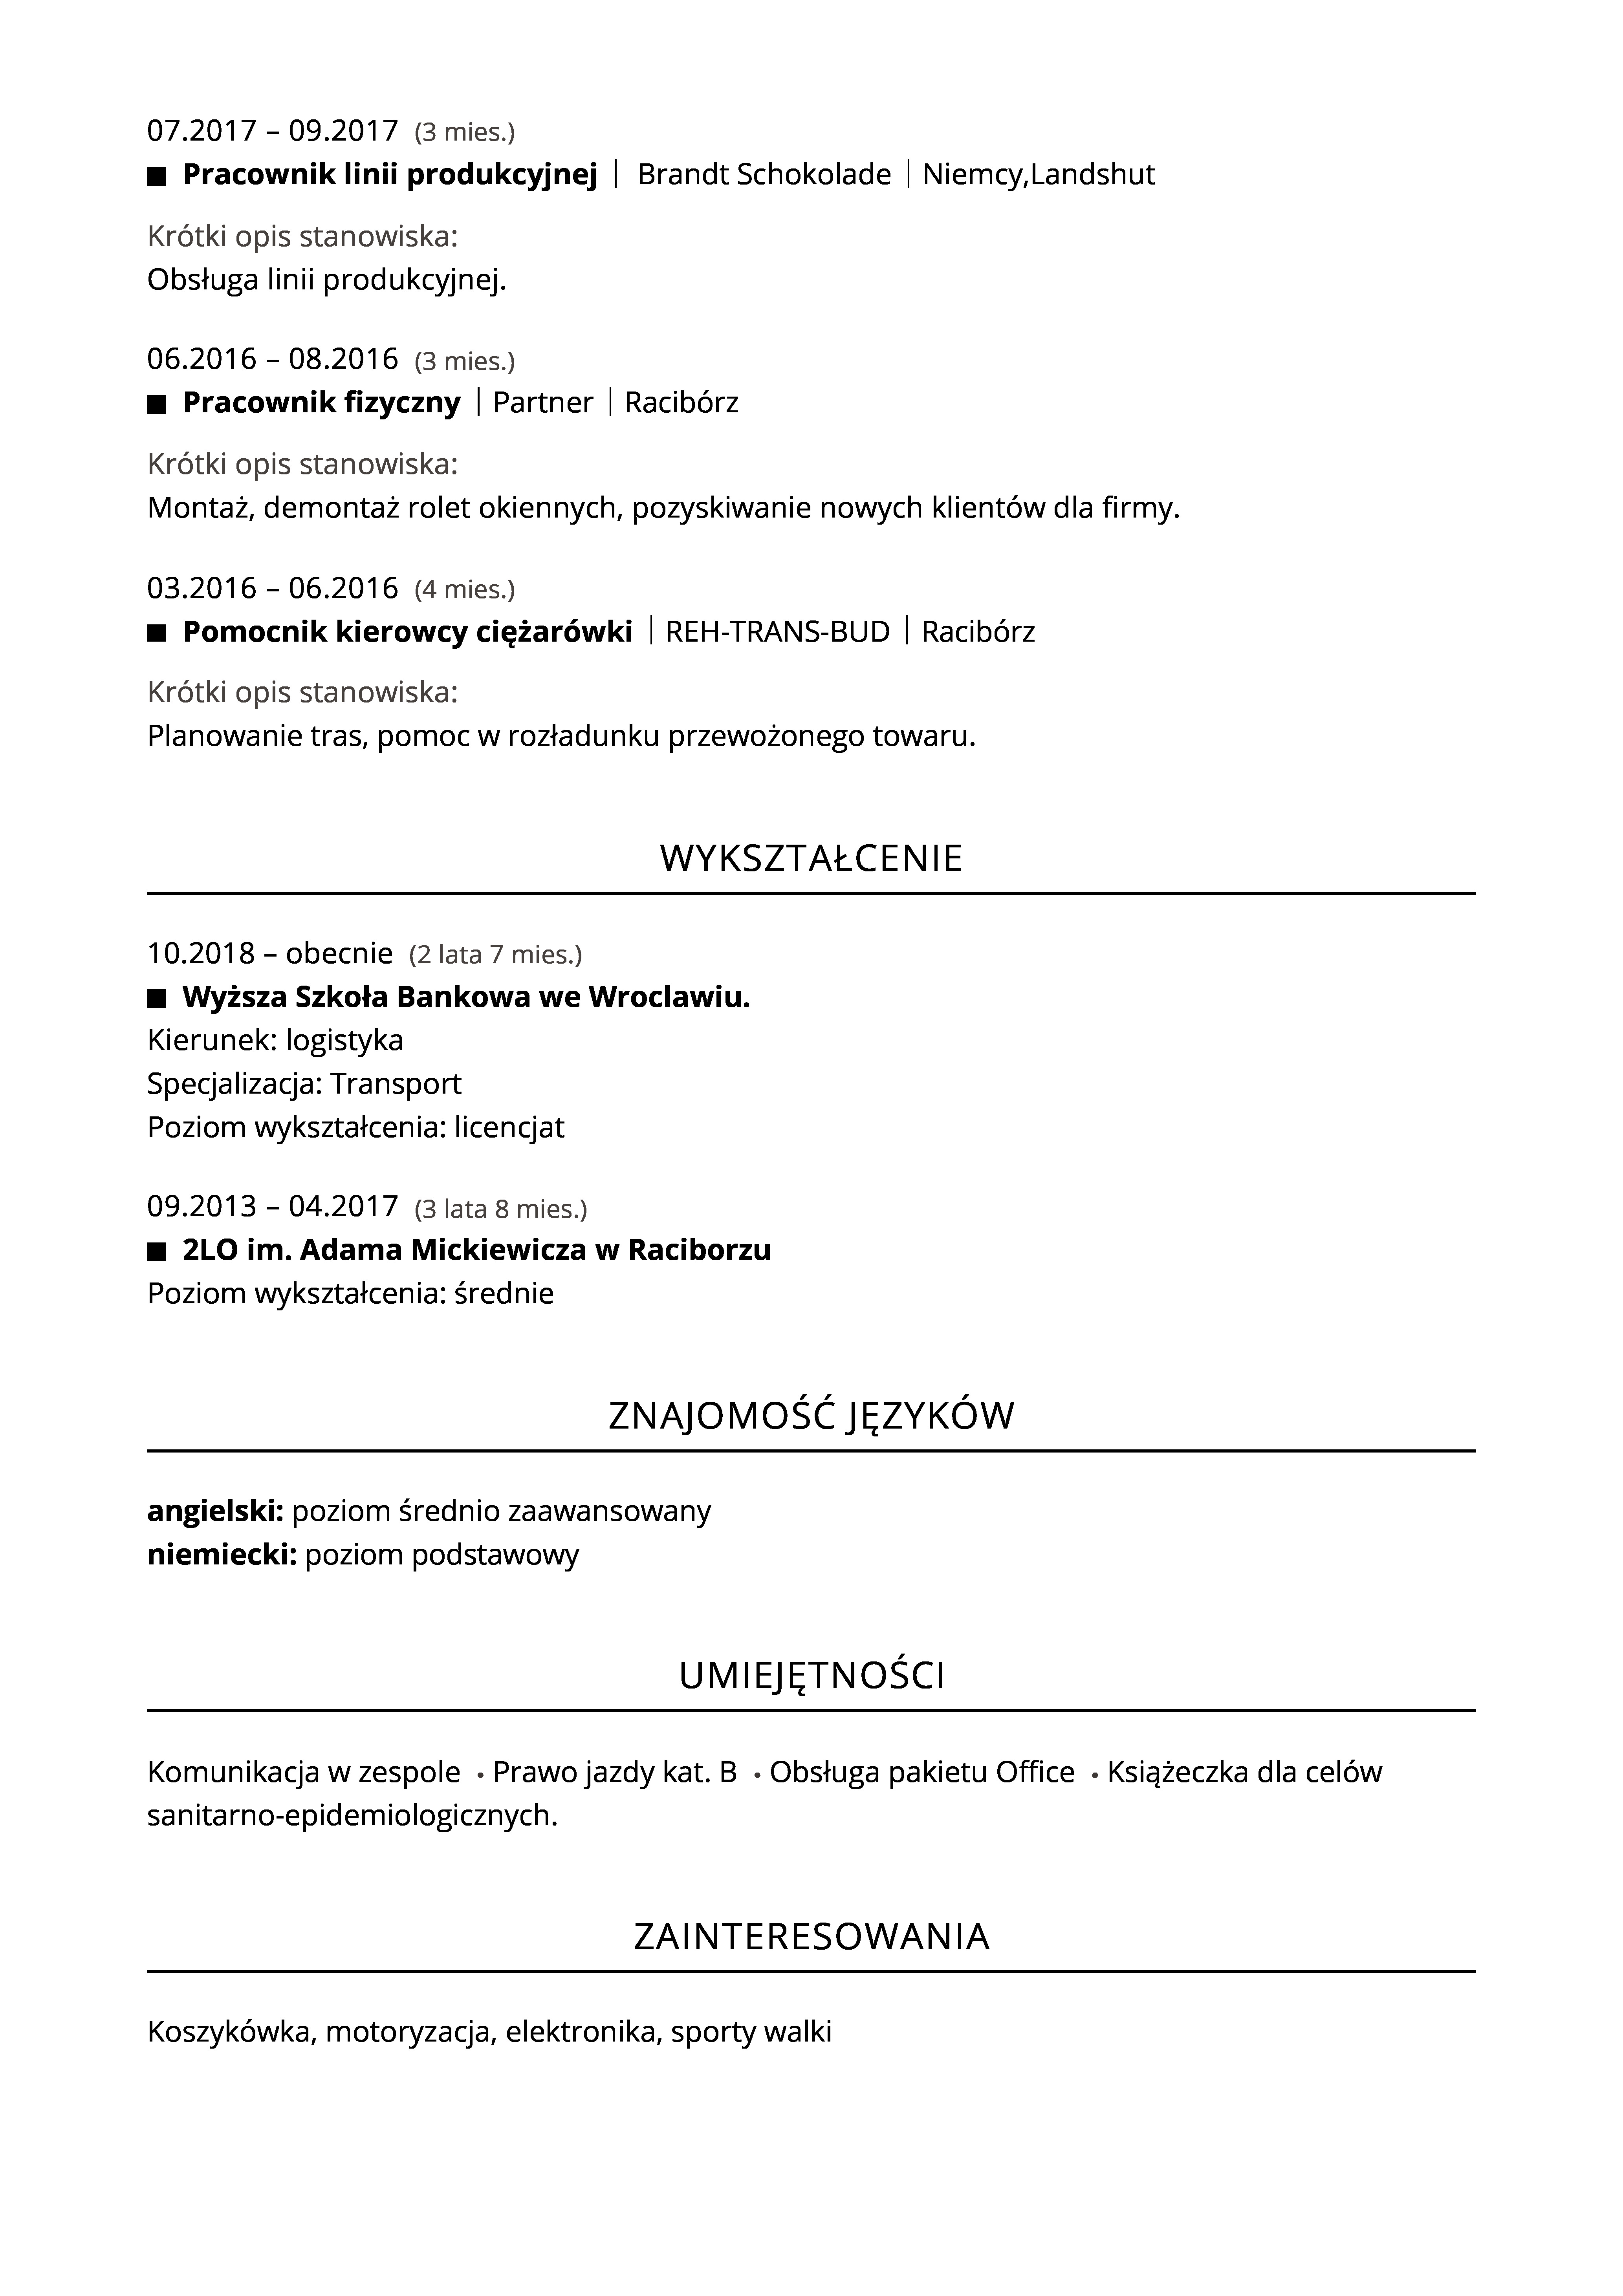 07.2017 – 09.2017 (3 mies.)
■ Pracownik linii produkcyjnej | Brandt Schokolade | Niemcy,Landshut
Krótki opis stanowiska:
Obsługa linii produkcyjnej.
06.2016 – 08.2016 (3 mies.)
■ Pracownik fizyczny | Partner | Racibórz
Krótki opis stanowiska:
Montaż, demontaż rolet okiennych, pozyskiwanie nowych klientów dla firmy.
03.2016 – 06.2016 (4 mies.)
■ Pomocnik kierowcy ciężarówki | REH-TRANS-BUD | Racibórz
Krótki opis stanowiska:
Planowanie tras, pomoc w rozładunku przewożonego towaru.
WYKSZTAŁCENIE
10.2018 – obecnie (2 lata 7 mies.)
■ Wyższa Szkoła Bankowa we Wroclawiu.
Kierunek: logistyka
Specjalizacja: Transport
Poziom wykształcenia: licencjat
09.2013 – 04.2017 (3 lata 8 mies.)
■ 2LO im. Adama Mickiewicza w Raciborzu
Poziom wykształcenia: średnie
ZNAJOMOŚĆ JĘZYKÓW
angielski: poziom średnio zaawansowany
niemiecki: poziom podstawowy
UMIEJĘTNOŚCI
Komunikacja w zespole • Prawo jazdy kat. B • Obsługa pakietu Office • Książeczka dla celów
sanitarno-epidemiologicznych.
ZAINTERESOWANIA
Koszykówka, motoryzacja, elektronika, sporty walki